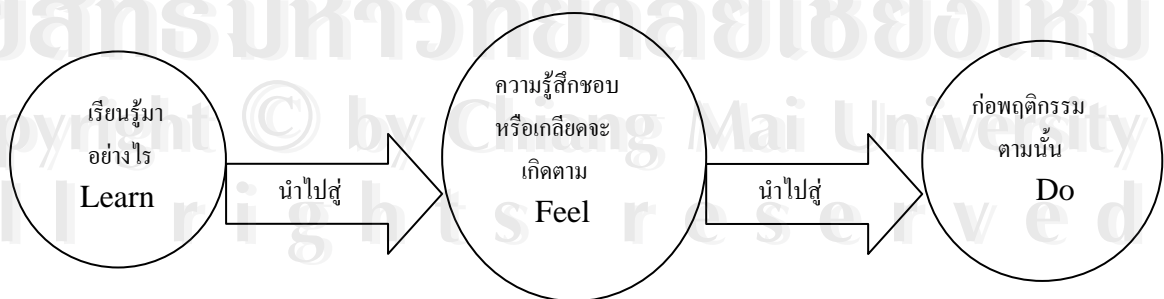 ลิขสิทธิ์มหาวิทยาลัยเชียงใหม่
Copyright © by Chiang Mai University
All rights reserved
เรียนรู้มา
อย่างไร
Learn
นำไปสู่
ความรู้สึกชอบ
หรือเกลียดจะ
เกิดตาม
Feel
นำไปสู่
ก่อพฤติกรรม
ตามนั้น
Do